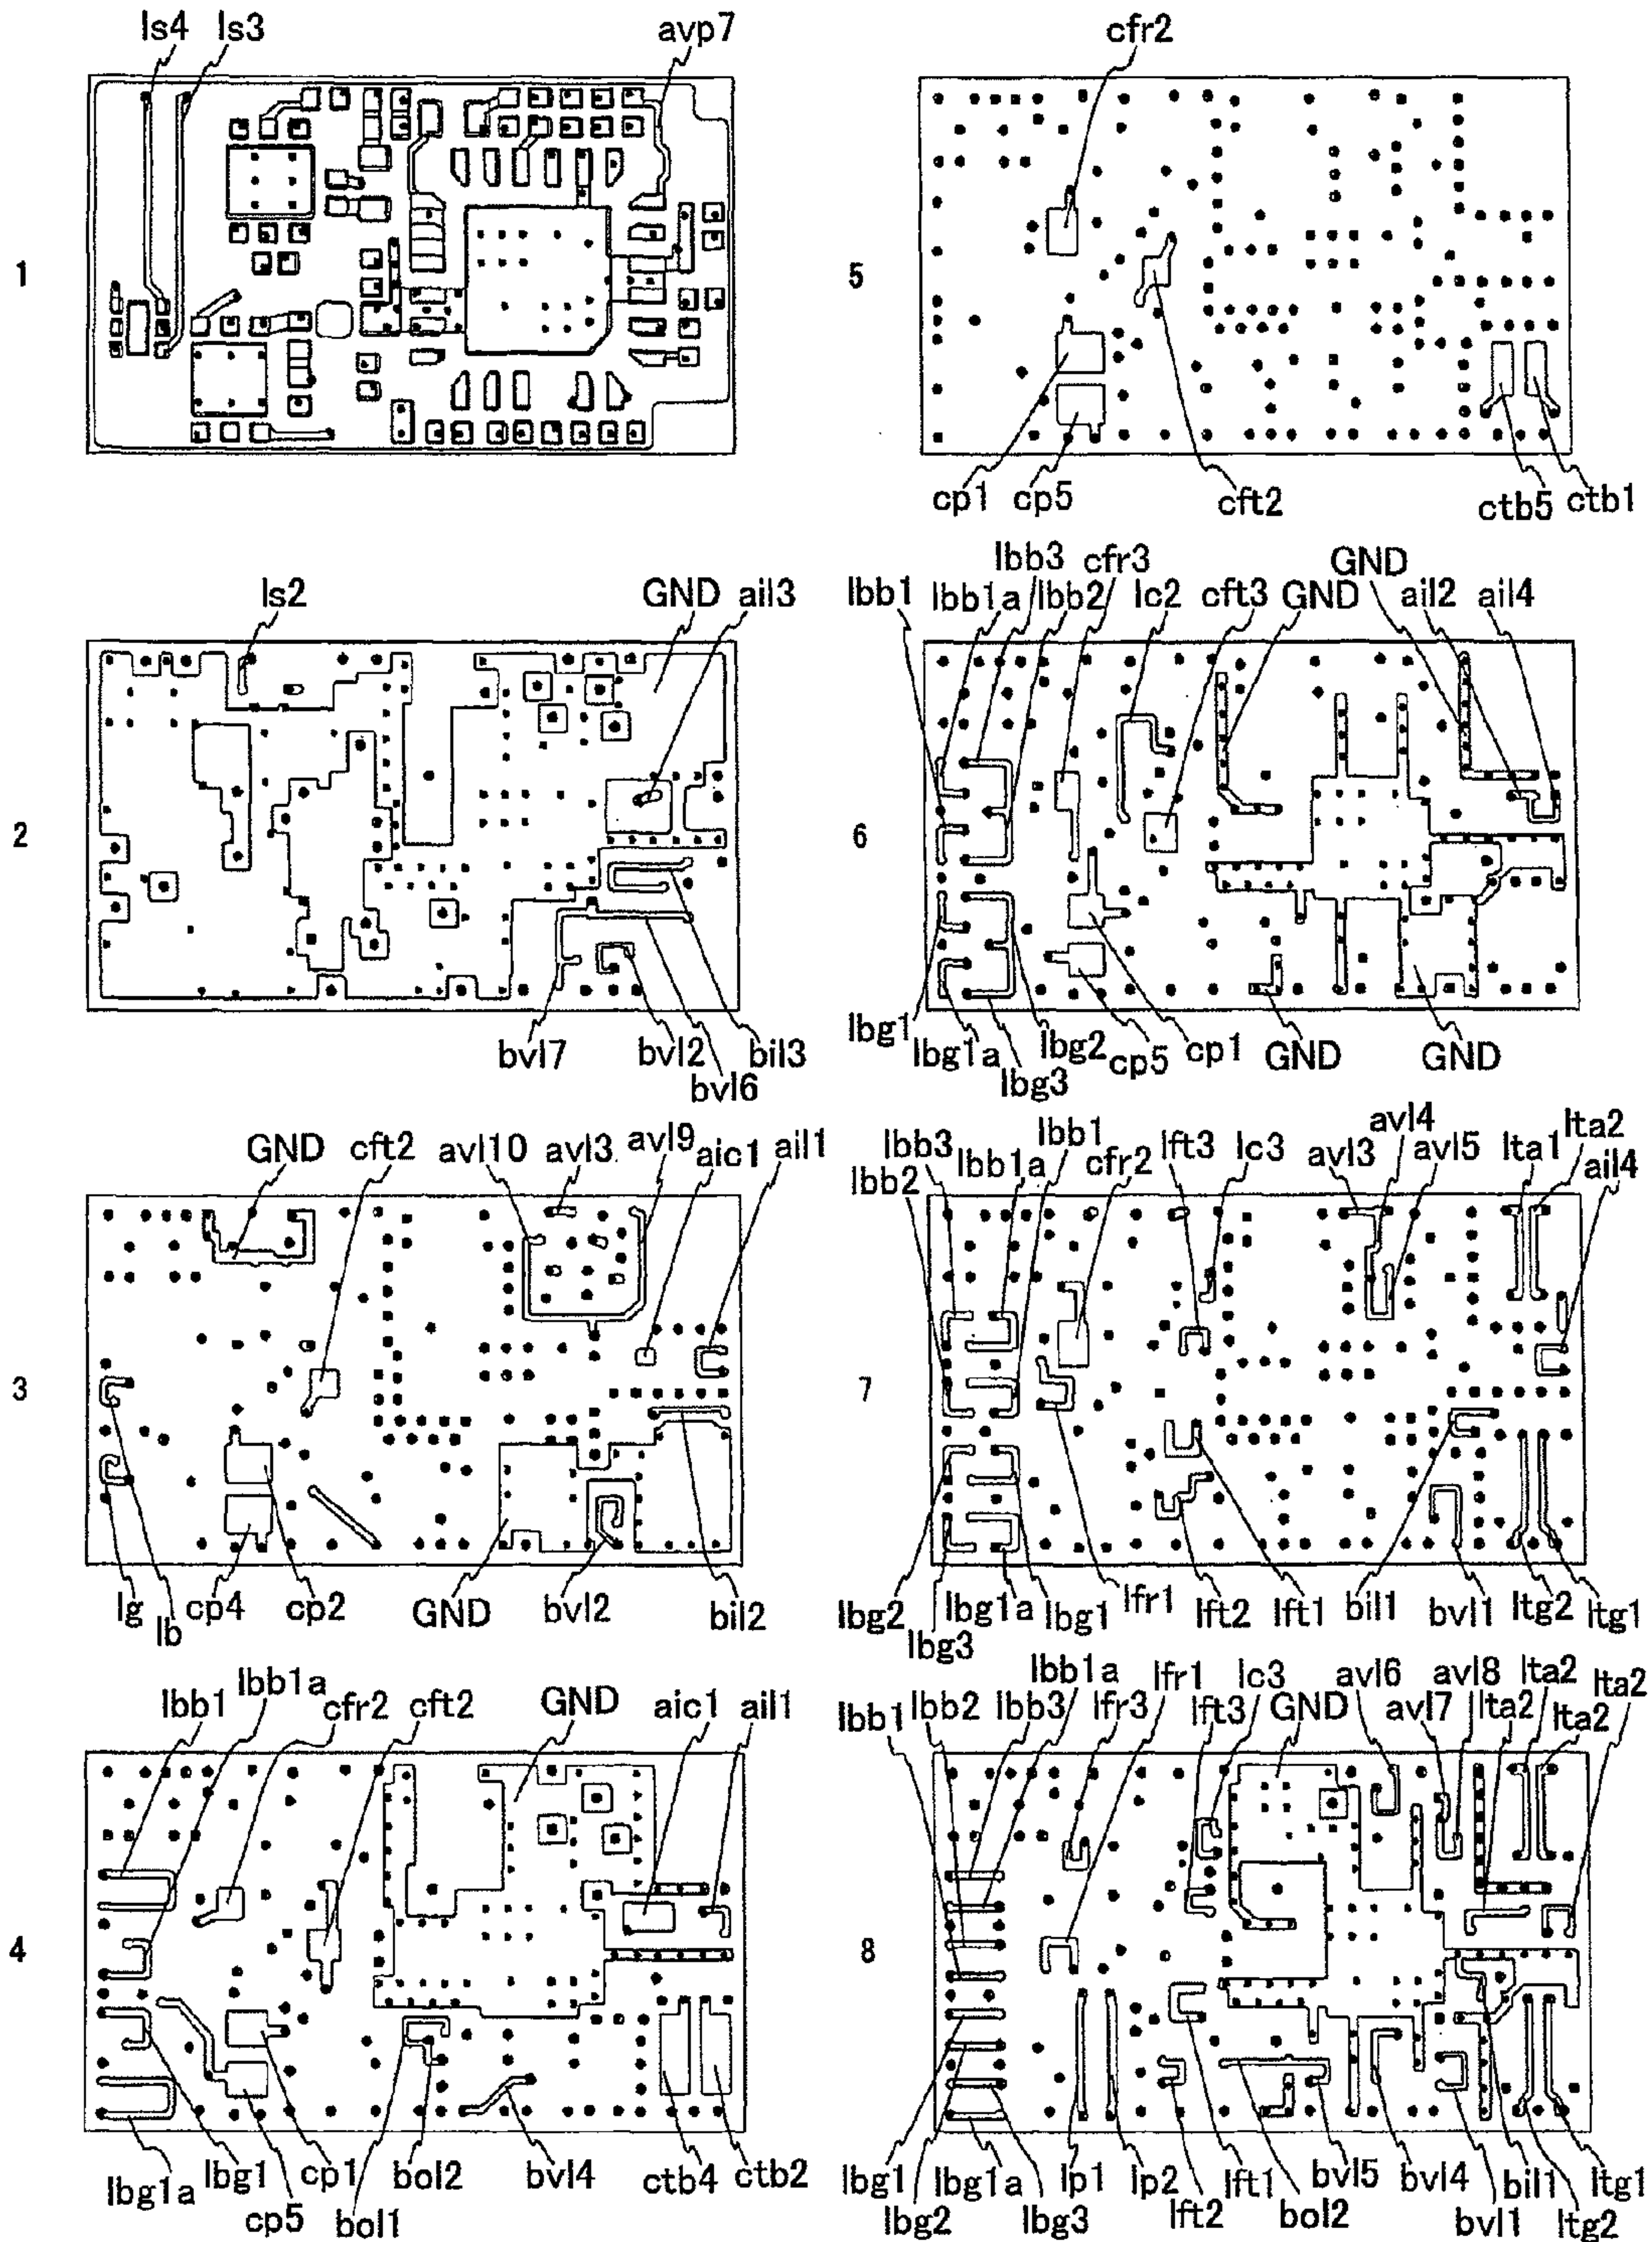 ls4 ls3 avp7
1
cfr2
5
cp1 cp5 cft2 ctb5 ctb1
ls2 GND ail3
2
bvl7 bvl2 bil3
bvl6
lbb3 cfr3 GND
lbb1 lbb1a lbb2 lc2 cft3 GND ail2 ail4
6
lbg1 lbg1a lbg2 cp5 cp1 GND GND
lbg3
GND cft2 avl10 avl3 avl9 aic1 ail1
3
lg lb cp4 cp2 GND bvl2 bil2
lbb3 lbb1a lbb1 lft3 avl4 lta2
lbb2 cfr2 lc3 avl3 avl5 lta1 ail4
7
lbg2 lbg1a lbg1 lfr1 lft2 lft1 bil1 bvl1 ltg2 ltg1
lbg3
lbb1 lbb1a cfr2 cft2 GND aic1 ail1
4
lbg1a lbg1 cp1 bol2 bvl4 ctb4 ctb2
cp5 bol1
lbb1a lfr1 lc3 avl6 avl8 lta2 lta2
lbb1 lbb2 lbb3 lfr3 lft3 GND avl7 lta2 lta2
8
lbg1 lbg1a lp1 lp2 lft1 bvl5 bvl4 bil1 ltg1
lbg2 lbg3 lft2 bol2 bvl1 ltg2